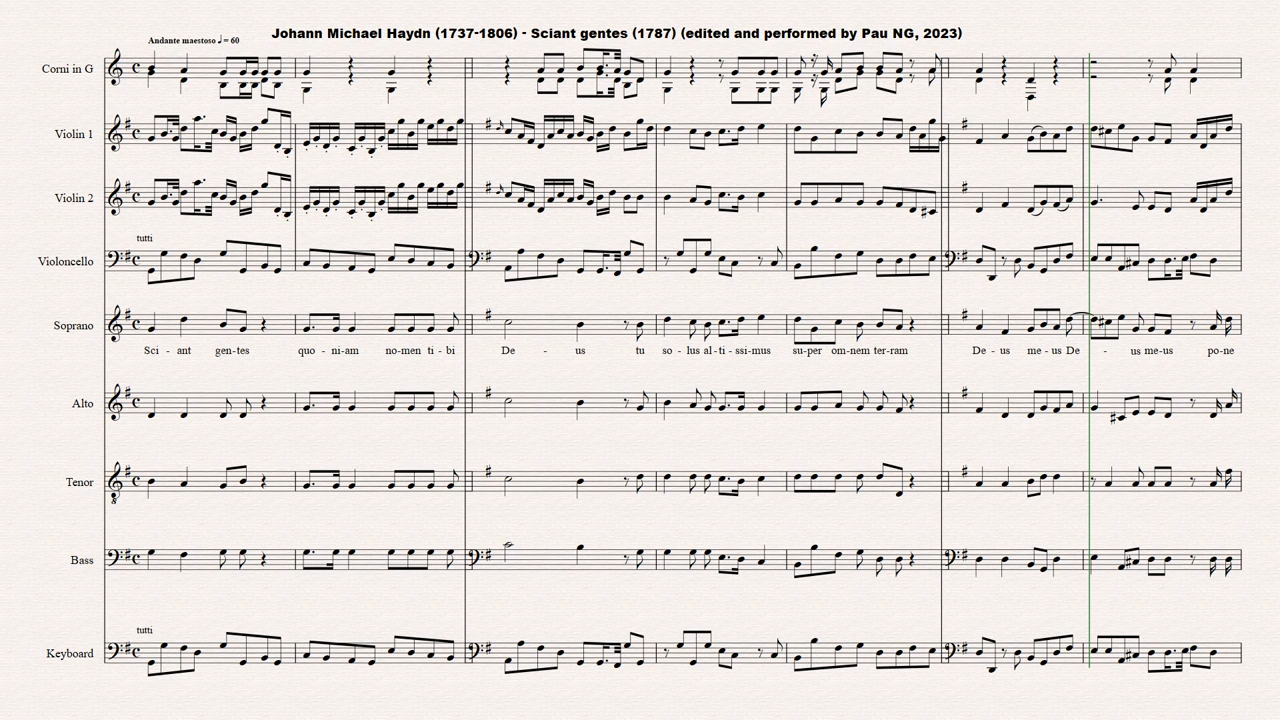 Johann Michael Haydn (1737-1806) - Sciant gentes (1787) (edited and performed by Pau NG, 2023)
Andante maestoso ♩ = 60
Corni in G
Violin 1
Violin 2
tutti
Violoncello
Soprano
Sci - ant gen-tes quo - ni-am no-men ti - bi De - us tu so - lus al-ti - ssi-mus su-per om-nem ter-ram De - us me - us De - us me-us po-ne
Alto
Tenor
8
Bass
tutti
Keyboard